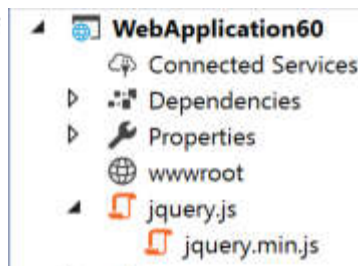 WebApplication60
Connected Services
Dependencies
Properties
wwwroot
jquery.js
jquery.min.js